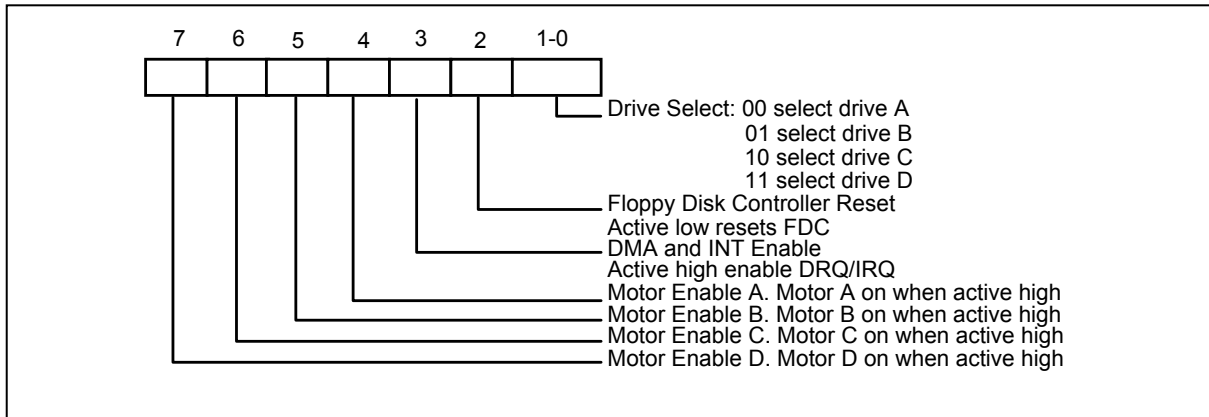 7 6 5 4 3 2 1-0
Drive Select: 00 select drive A
01 select drive B
10 select drive C
11 select drive D
Floppy Disk Controller Reset
Active low resets FDC
DMA and INT Enable
Active high enable DRQ/IRQ
Motor Enable A. Motor A on when active high
Motor Enable B. Motor B on when active high
Motor Enable C. Motor C on when active high
Motor Enable D. Motor D on when active high